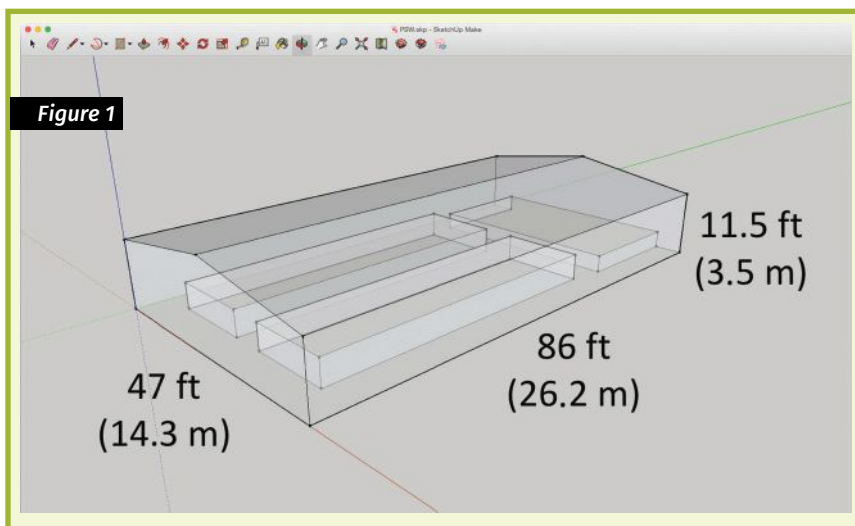 PSW.skp - SketchUp Make
Figure 1
11.5 ft
(3.5 m)
86 ft
(26.2 m)
47 ft
(14.3 m)